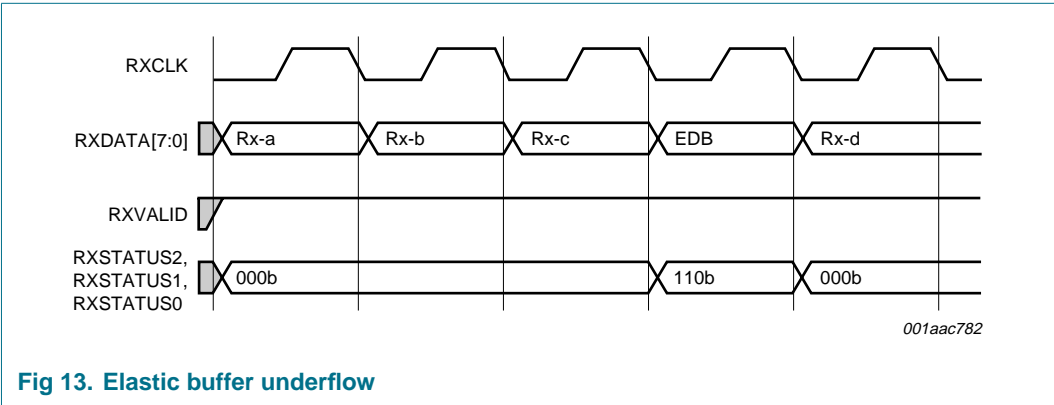 RXCLK
RXDATA[7:0]
Rx-a
Rx-b
Rx-c
EDB
Rx-d
RXVALID
RXSTATUS2,
RXSTATUS1,
RXSTATUS0
000b
110b
000b
001aac782
Fig 13. Elastic buffer underflow